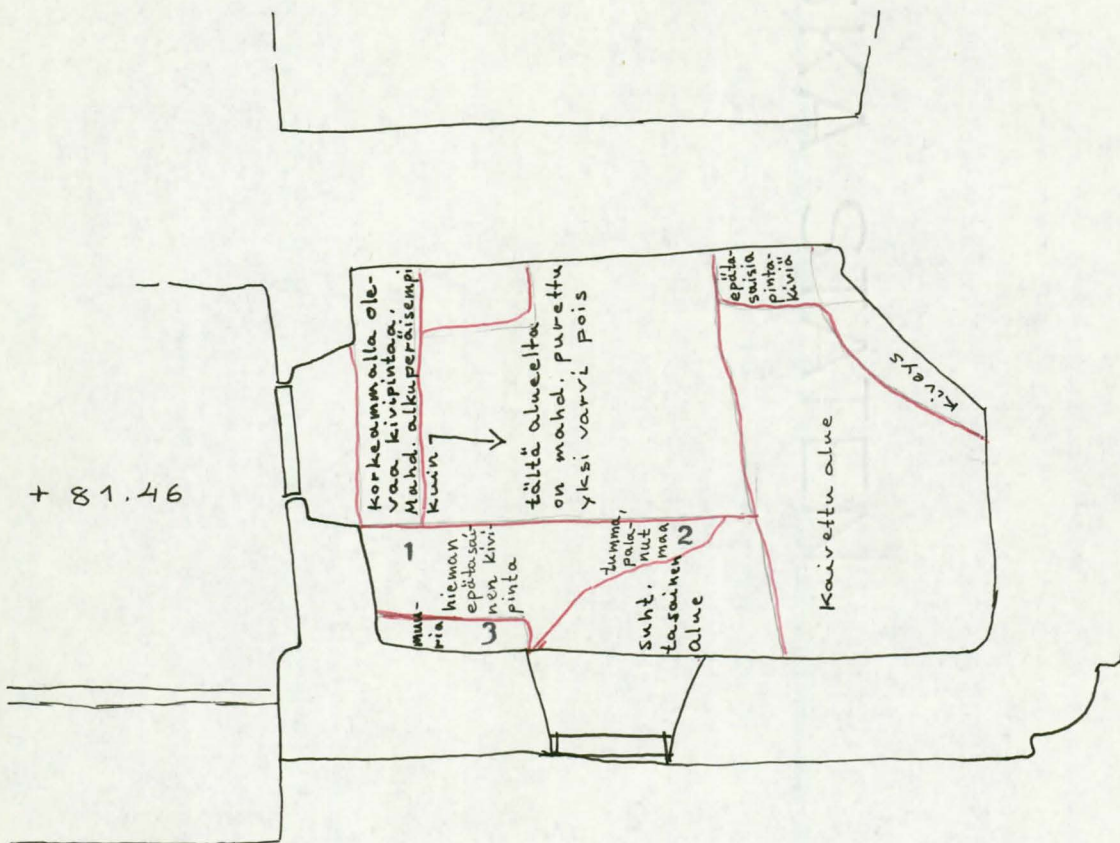 + 81.46
korkeammalla ole-
vaa kivipintaa.
Mahd. alkuperäisempi
kuin
tältä alueelta
on mahd. purettu
yksi varvi pois
epäta-
saisia
pinta-
kiviä
Kiveys
Kaivettu alue
1
hieman
epätasai-
nen kivi-
pinta
tumma,
pala-
nut
maa
2
suht.
tasainen
alue
muu-
ria
3